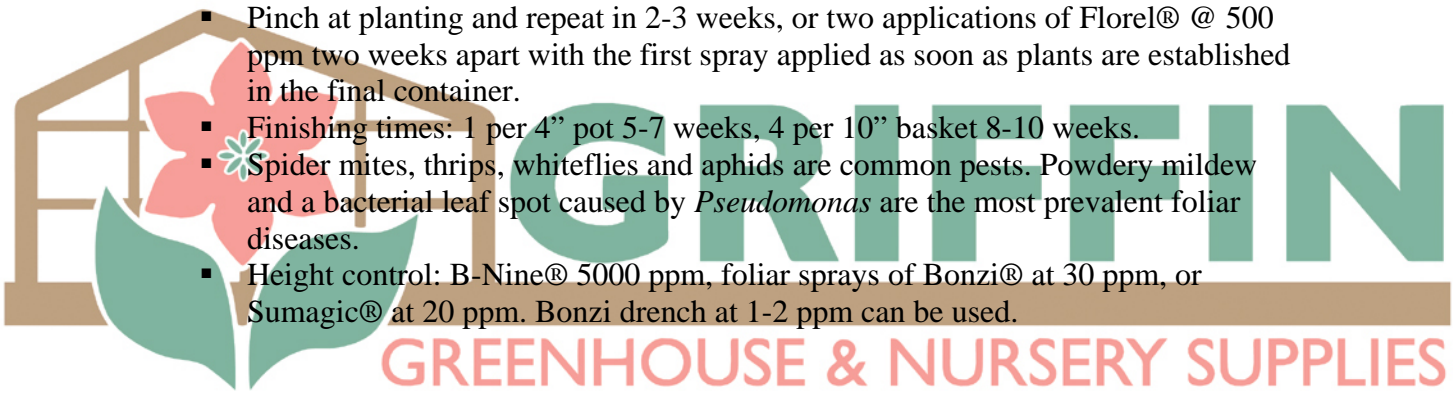 ▪ Pinch at planting and repeat in 2-3 weeks, or two applications of Florel® @ 500
ppm two weeks apart with the first spray applied as soon as plants are established
in the final container.
▪ Finishing times: 1 per 4” pot 5-7 weeks, 4 per 10” basket 8-10 weeks.
▪ Spider mites, thrips, whiteflies and aphids are common pests. Powdery mildew
and a bacterial leaf spot caused by Pseudomonas are the most prevalent foliar
diseases.
▪ Height control: B-Nine® 5000 ppm, foliar sprays of Bonzi® at 30 ppm, or
Sumagic® at 20 ppm. Bonzi drench at 1-2 ppm can be used.
GRIFFIN
GREENHOUSE & NURSERY SUPPLIES